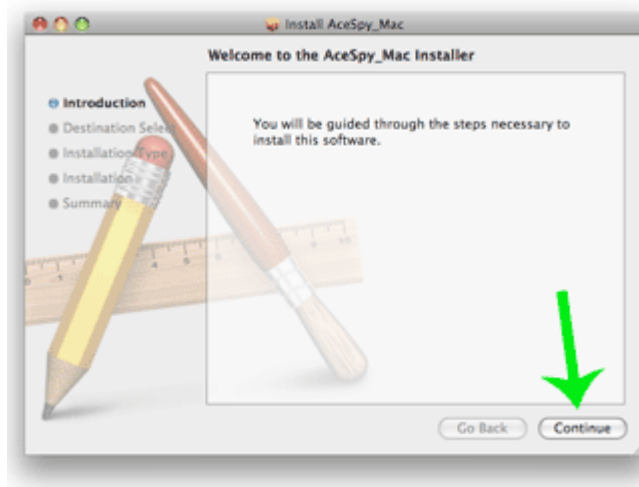 Install AceSpy_Mac
Welcome to the AceSpy_Mac Installer
Introduction
Destination Select
Installation Type
Installation
Summary
You will be guided through the steps necessary to
install this software.
Go Back
Continue